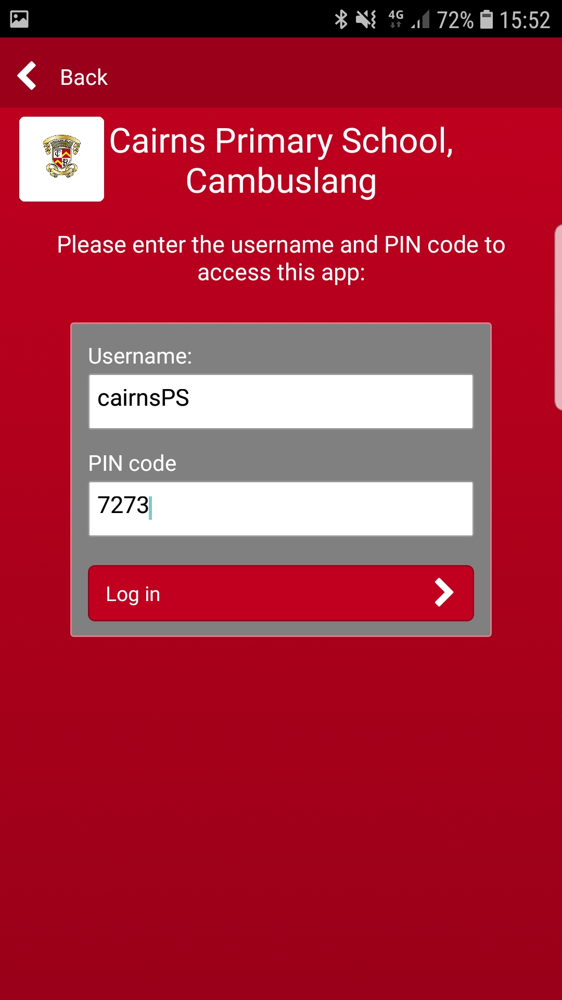 4G 72% 15:52
Back
Cairns Primary School,
Cambuslang
Please enter the username and PIN code to
access this app:
Username:
cairnsPS
PIN code
7273
Log in